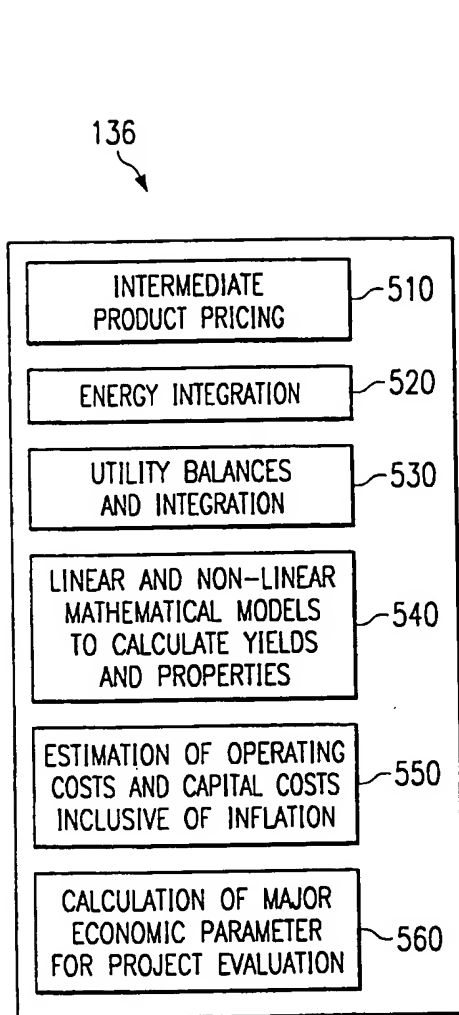 136
INTERMEDIATE
PRODUCT PRICING
510
ENERGY INTEGRATION
520
UTILITY BALANCES
AND INTEGRATION
530
LINEAR AND NON-LINEAR
MATHEMATICAL MODELS
TO CALCULATE YIELDS
AND PROPERTIES
540
ESTIMATION OF OPERATING
COSTS AND CAPITAL COSTS
INCLUSIVE OF INFLATION
550
CALCULATION OF MAJOR
ECONOMIC PARAMETER
FOR PROJECT EVALUATION
560